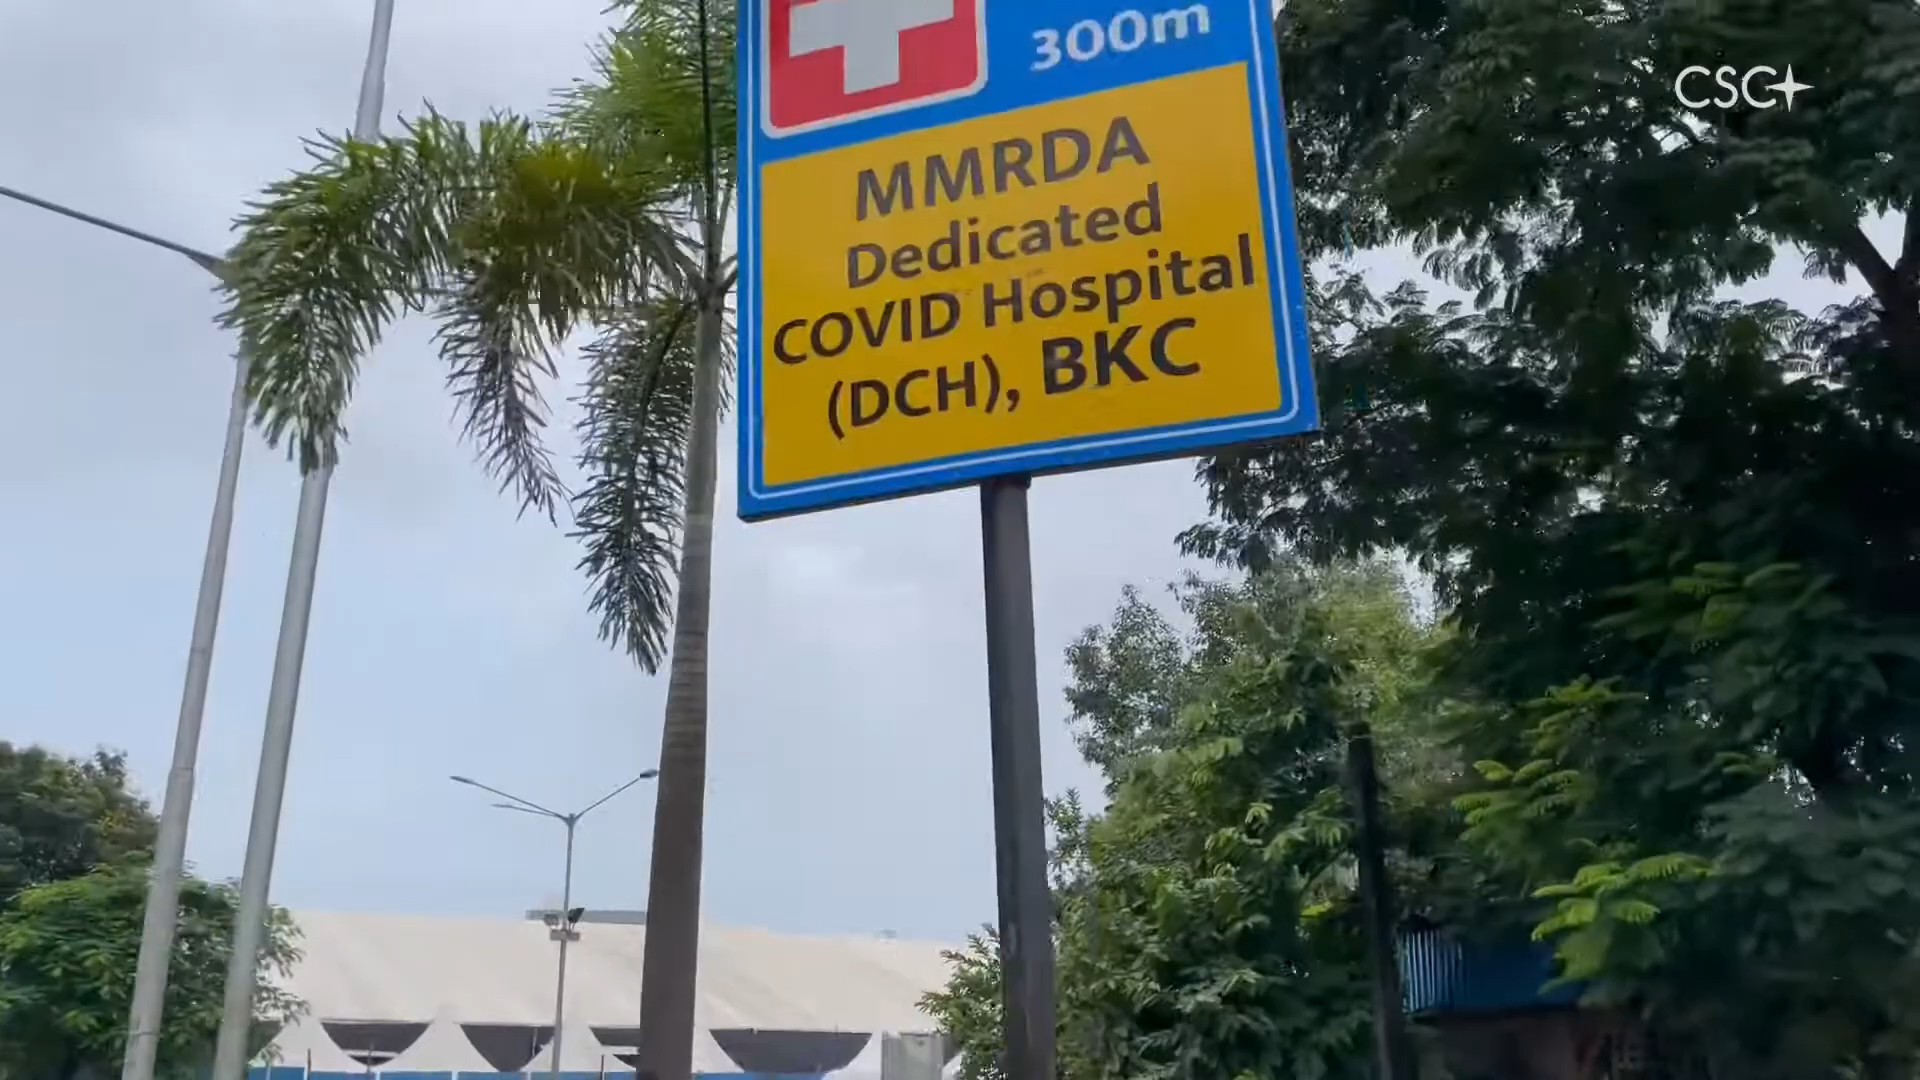 300m
CSC+
MMRDA
Dedicated
COVID Hospital
(DCH), BKC